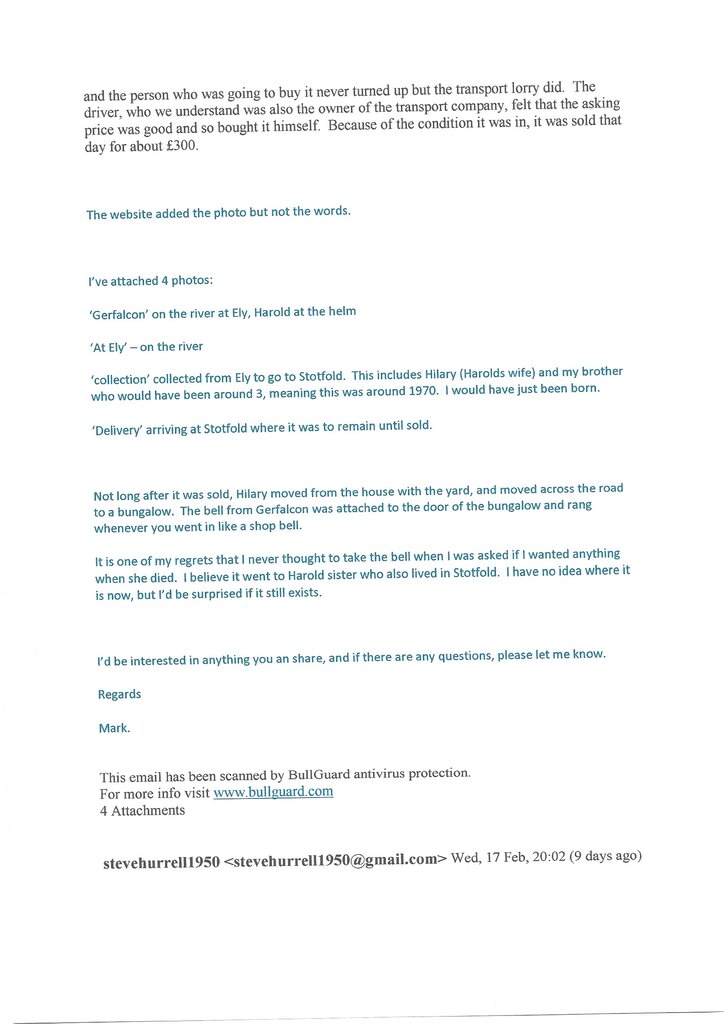 and the person who was going to buy it never turned up but the transport lorry did.  The
driver, who we understand was also the owner of the transport company, felt that the asking
price was good and so bought it himself.  Because of the condition it was in, it was sold that
day for about £300.
The website added the photo but not the words.
I’ve attached 4 photos:
‘Gerfalcon’ on the river at Ely, Harold at the helm
‘At Ely’ – on the river
‘collection’ collected from Ely to go to Stotfold.  This includes Hilary (Harolds wife) and my brother
who would have been around 3, meaning this was around 1970.  I would have just been born.
‘Delivery’ arriving at Stotfold where it was to remain until sold.
Not long after it was sold, Hilary moved from the house with the yard, and moved across the road
to a bungalow.  The bell from Gerfalcon was attached to the door of the bungalow and rang
whenever you went in like a shop bell.
It is one of my regrets that I never thought to take the bell when I was asked if I wanted anything
when she died.  I believe it went to Harold sister who also lived in Stotfold.  I have no idea where it
is now, but I’d be surprised if it still exists.
I’d be interested in anything you an share, and if there are any questions, please let me know.
Regards
Mark.
This email has been scanned by BullGuard antivirus protection.
For more info visit www.bullguard.com
4 Attachments
stevehurrell1950 <stevehurrell1950@gmail.com> Wed, 17 Feb, 20:02 (9 days ago)